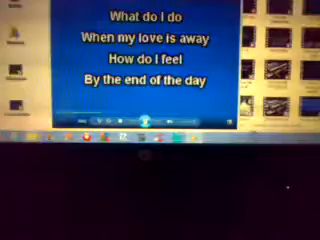 What do I do
When my love is away
How do I feel
By the end of the day